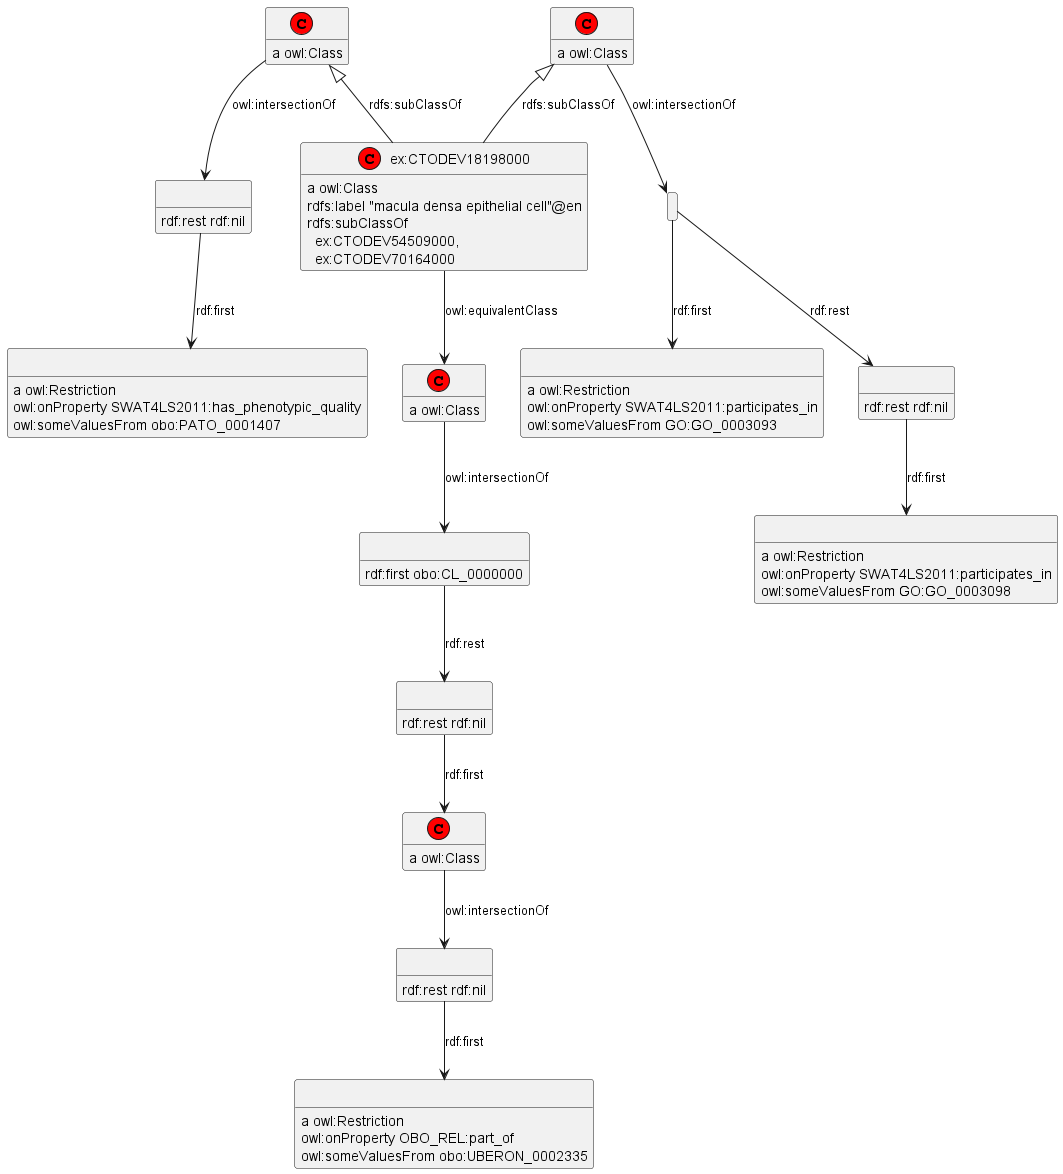 C
C
a owl:Class
a owl:Class
owl:intersectionOf
rdfs:subClassOf
rdfs:subClassOf
owl:intersectionOf
C ex:CTODEV18198000
a owl:Class
rdfs:label "macula densa epithelial cell"@en
rdfs:subClassOf
ex:CTODEV54509000,
ex:CTODEV70164000
rdf:rest rdf:nil
rdf:first
owl:equivalentClass
rdf:first
rdf:rest
a owl:Restriction
owl:onProperty SWAT4LS2011:has_phenotypic_quality
owl:someValuesFrom obo:PATO_0001407
C
a owl:Class
a owl:Restriction
owl:onProperty SWAT4LS2011:participates_in
owl:someValuesFrom GO:GO_0003093
rdf:rest rdf:nil
owl:intersectionOf
rdf:first
rdf:first obo:CL_0000000
a owl:Restriction
owl:onProperty SWAT4LS2011:participates_in
owl:someValuesFrom GO:GO_0003098
rdf:rest
rdf:rest rdf:nil
rdf:first
C
a owl:Class
owl:intersectionOf
rdf:rest rdf:nil
rdf:first
a owl:Restriction
owl:onProperty OBO_REL:part_of
owl:someValuesFrom obo:UBERON_0002335